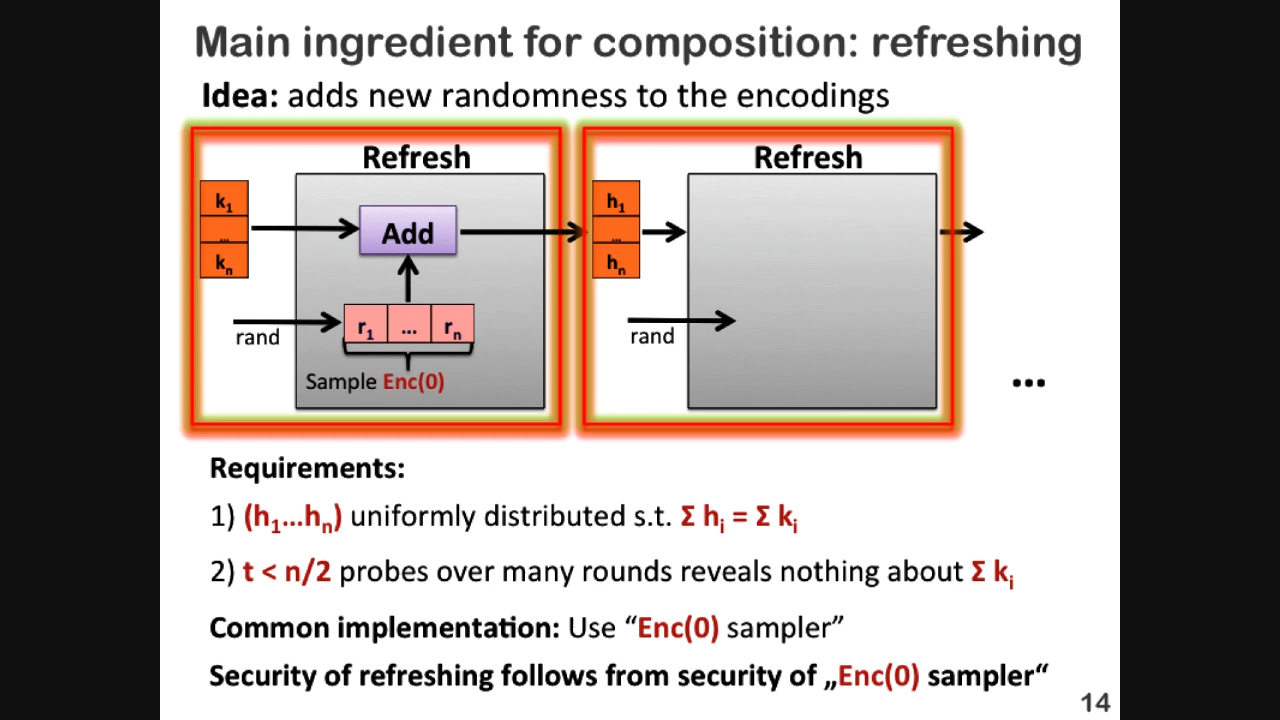 Main ingredient for composition: refreshing
Idea: adds new randomness to the encodings
Refresh
Refresh
k1
...
kn
Add
h1
...
hn
rand
r1 ... rn
rand
Sample Enc(0)
...
Requirements:
1) (h1...hn) uniformly distributed s.t. Σ hi = Σ ki
2) t < n/2 probes over many rounds reveals nothing about Σ ki
Common implementation: Use “Enc(0) sampler”
Security of refreshing follows from security of „Enc(0) sampler“
14